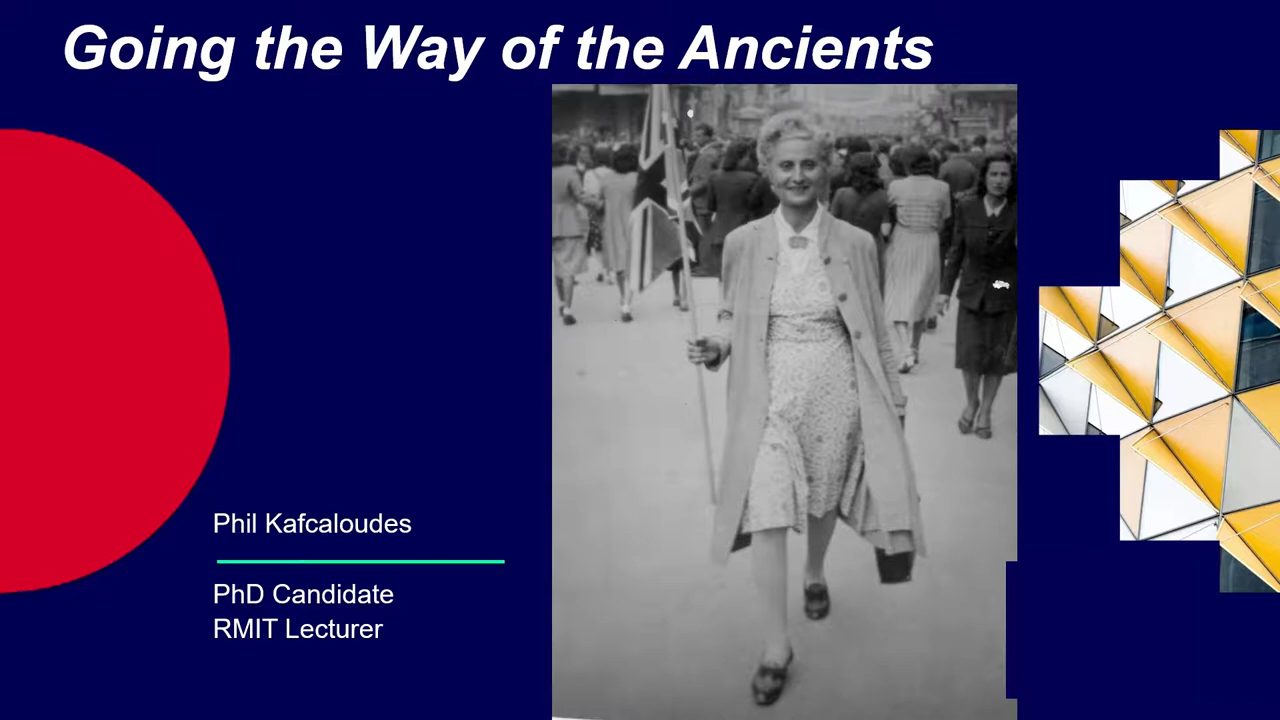 Going the Way of the Ancients
Phil Kafcaloudes
PhD Candidate
RMIT Lecturer